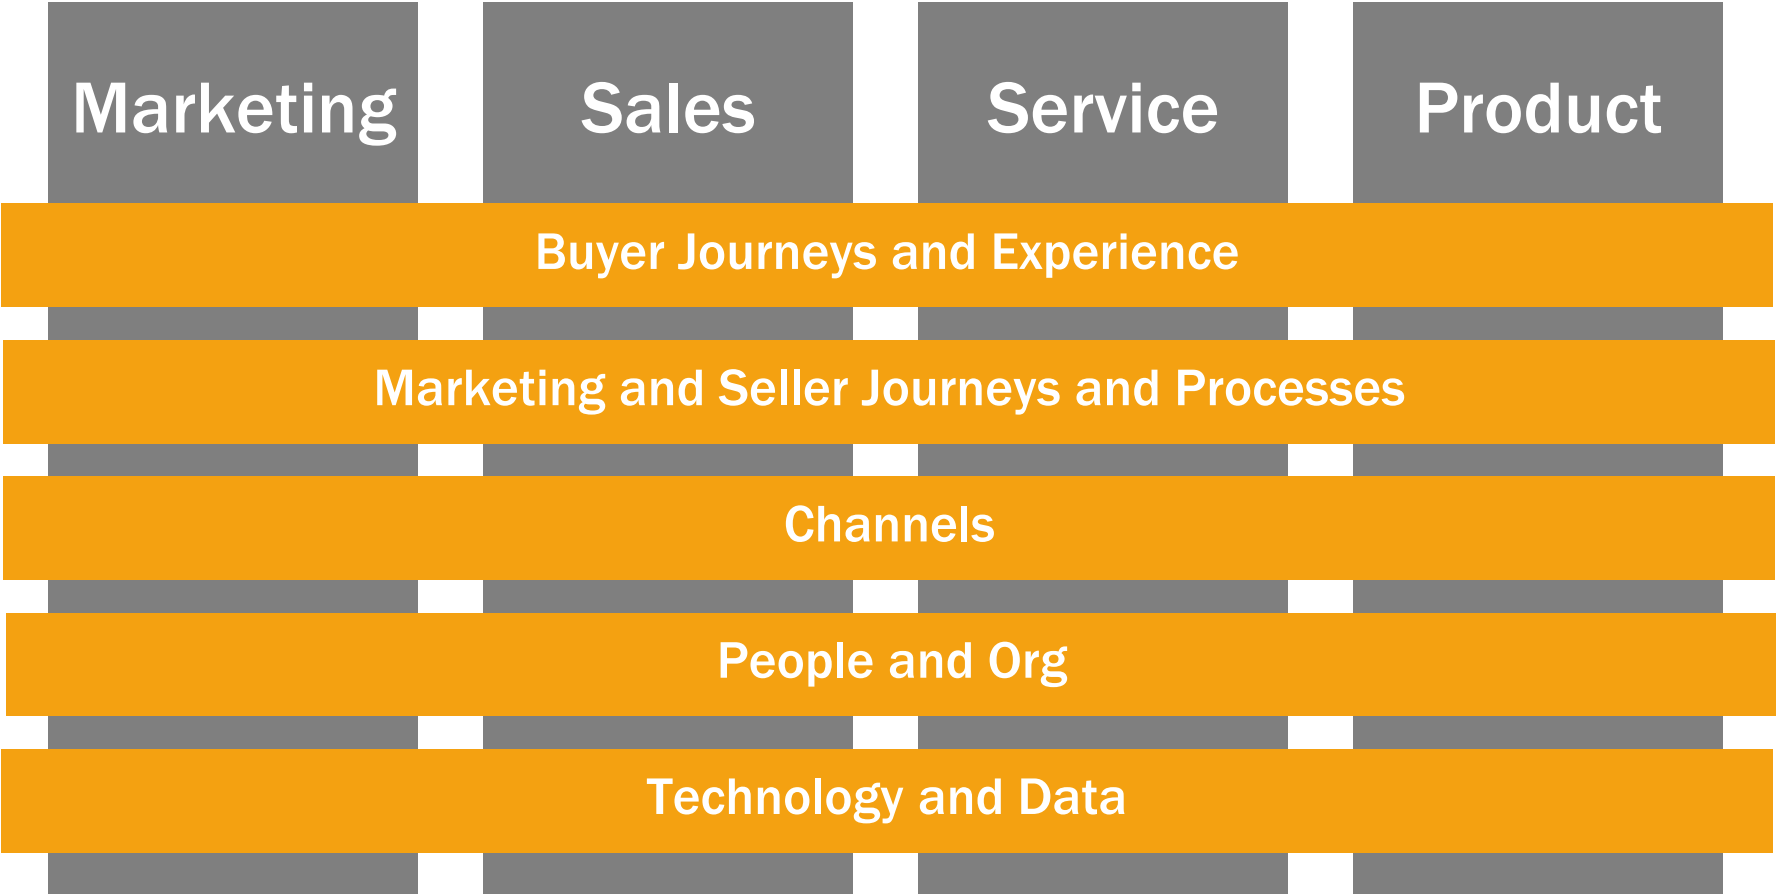 Marketing
Sales
Service
Product
Buyer Journeys and Experience
Marketing and Seller Journeys and Processes
Channels
People and Org
Technology and Data